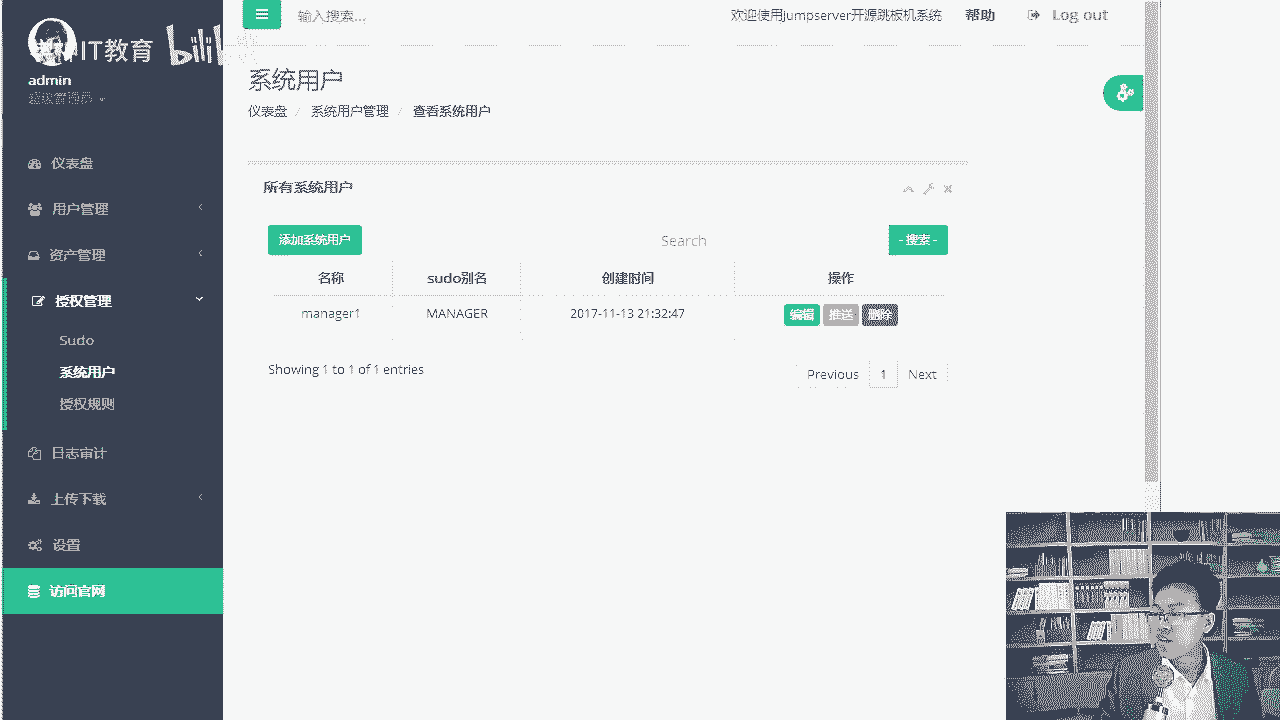 输入搜索...
欢迎使用Jumpserver开源跳板机系统 帮助 Log out
IT教育 bilibili
admin
超级管理员
仪表盘
用户管理
资产管理
授权管理
Sudo
系统用户
授权规则
日志审计
上传下载
设置
访问官网
系统用户
仪表盘 / 系统用户管理 / 查看系统用户
所有系统用户
添加系统用户 Search - 搜索 -
名称 sudo别名 创建时间 操作
manager1 MANAGER 2017-11-13 21:32:47 编辑 推送 删除
Showing 1 to 1 of 1 entries Previous 1 Next